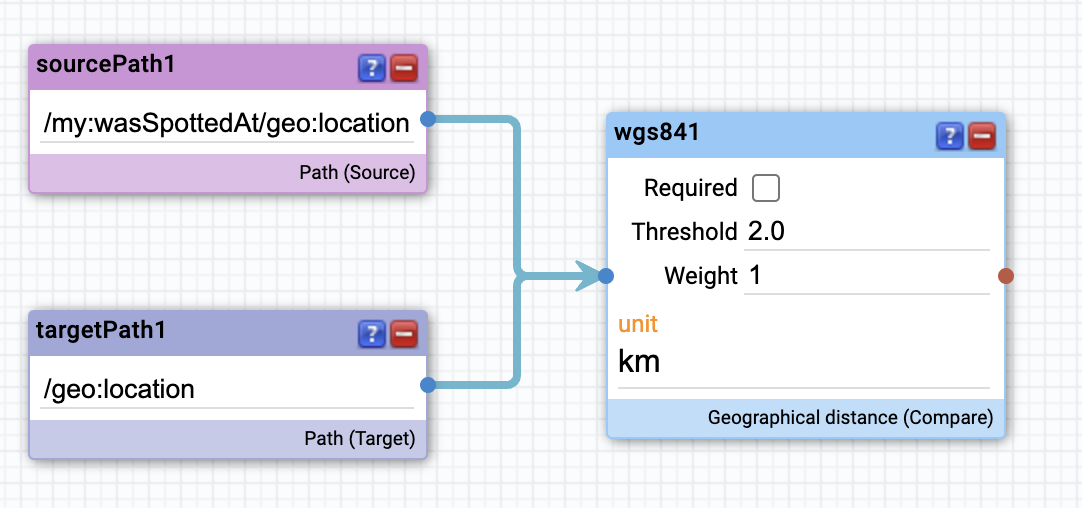 sourcePath1
?
/my:wasSpottedAt/geo:location
Path (Source)
targetPath1
?
/geo:location
Path (Target)
wgs841
?
Required
Threshold 2.0
Weight 1
unit
km
Geographical distance (Compare)